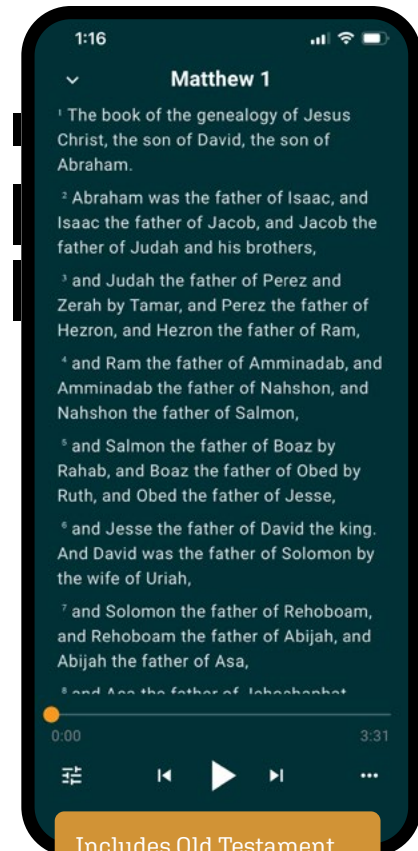 1:16
Matthew 1
¹ The book of the genealogy of Jesus
Christ, the son of David, the son of
Abraham.
² Abraham was the father of Isaac, and
Isaac the father of Jacob, and Jacob the
father of Judah and his brothers,
³ and Judah the father of Perez and
Zerah by Tamar, and Perez the father of
Hezron, and Hezron the father of Ram,
⁴ and Ram the father of Amminadab, and
Amminadab the father of Nahshon, and
Nahshon the father of Salmon,
⁵ and Salmon the father of Boaz by
Rahab, and Boaz the father of Obed by
Ruth, and Obed the father of Jesse,
⁶ and Jesse the father of David the king.
And David was the father of Solomon by
the wife of Uriah,
⁷ and Solomon the father of Rehoboam,
and Rehoboam the father of Abijah, and
Abijah the father of Asa,
⁸ and Asa the father of Jehoshaphat
0:00 3:31
Includes Old Testament